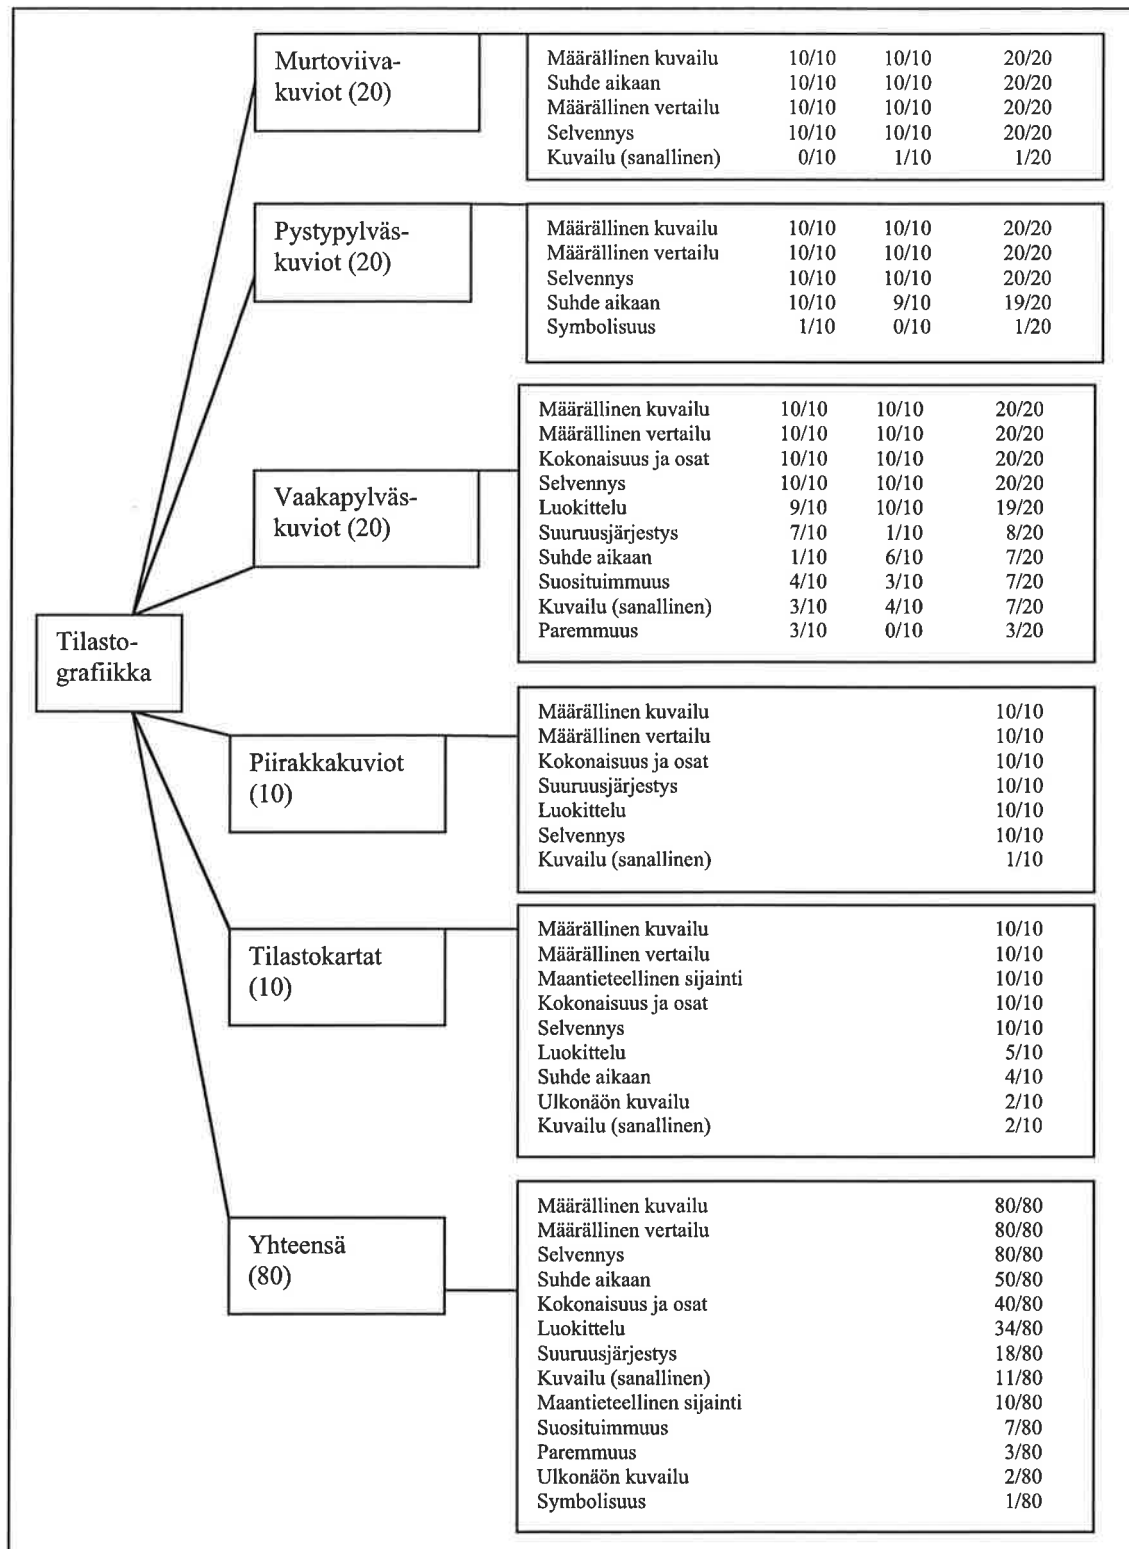 Murtoviiva-
kuviot (20)
Määrällinen kuvailu 10/10 10/10 20/20
Suhde aikaan 10/10 10/10 20/20
Määrällinen vertailu 10/10 10/10 20/20
Selvennys 10/10 10/10 20/20
Kuvailu (sanallinen) 0/10 1/10 1/20
Pystypylväs-
kuviot (20)
Määrällinen kuvailu 10/10 10/10 20/20
Määrällinen vertailu 10/10 10/10 20/20
Selvennys 10/10 10/10 20/20
Suhde aikaan 10/10 9/10 19/20
Symbolisuus 1/10 0/10 1/20
Vaakapylväs-
kuviot (20)
Määrällinen kuvailu 10/10 10/10 20/20
Määrällinen vertailu 10/10 10/10 20/20
Kokonaisuus ja osat 10/10 10/10 20/20
Selvennys 10/10 10/10 20/20
Luokittelu 9/10 10/10 19/20
Suuruusjärjestys 7/10 1/10 8/20
Suhde aikaan 1/10 6/10 7/20
Suosituimmuus 4/10 3/10 7/20
Kuvailu (sanallinen) 3/10 4/10 7/20
Paremmuus 3/10 0/10 3/20
Tilasto-
grafiikka
Piirakkakuviot
(10)
Määrällinen kuvailu 10/10
Määrällinen vertailu 10/10
Kokonaisuus ja osat 10/10
Suuruusjärjestys 10/10
Luokittelu 10/10
Selvennys 10/10
Kuvailu (sanallinen) 1/10
Tilastokartat
(10)
Määrällinen kuvailu 10/10
Määrällinen vertailu 10/10
Maantieteellinen sijainti 10/10
Kokonaisuus ja osat 10/10
Selvennys 10/10
Luokittelu 5/10
Suhde aikaan 4/10
Ulkonäön kuvailu 2/10
Kuvailu (sanallinen) 2/10
Yhteensä
(80)
Määrällinen kuvailu 80/80
Määrällinen vertailu 80/80
Selvennys 80/80
Suhde aikaan 50/80
Kokonaisuus ja osat 40/80
Luokittelu 34/80
Suuruusjärjestys 18/80
Kuvailu (sanallinen) 11/80
Maantieteellinen sijainti 10/80
Suosituimmuus 7/80
Paremmuus 3/80
Ulkonäön kuvailu 2/80
Symbolisuus 1/80